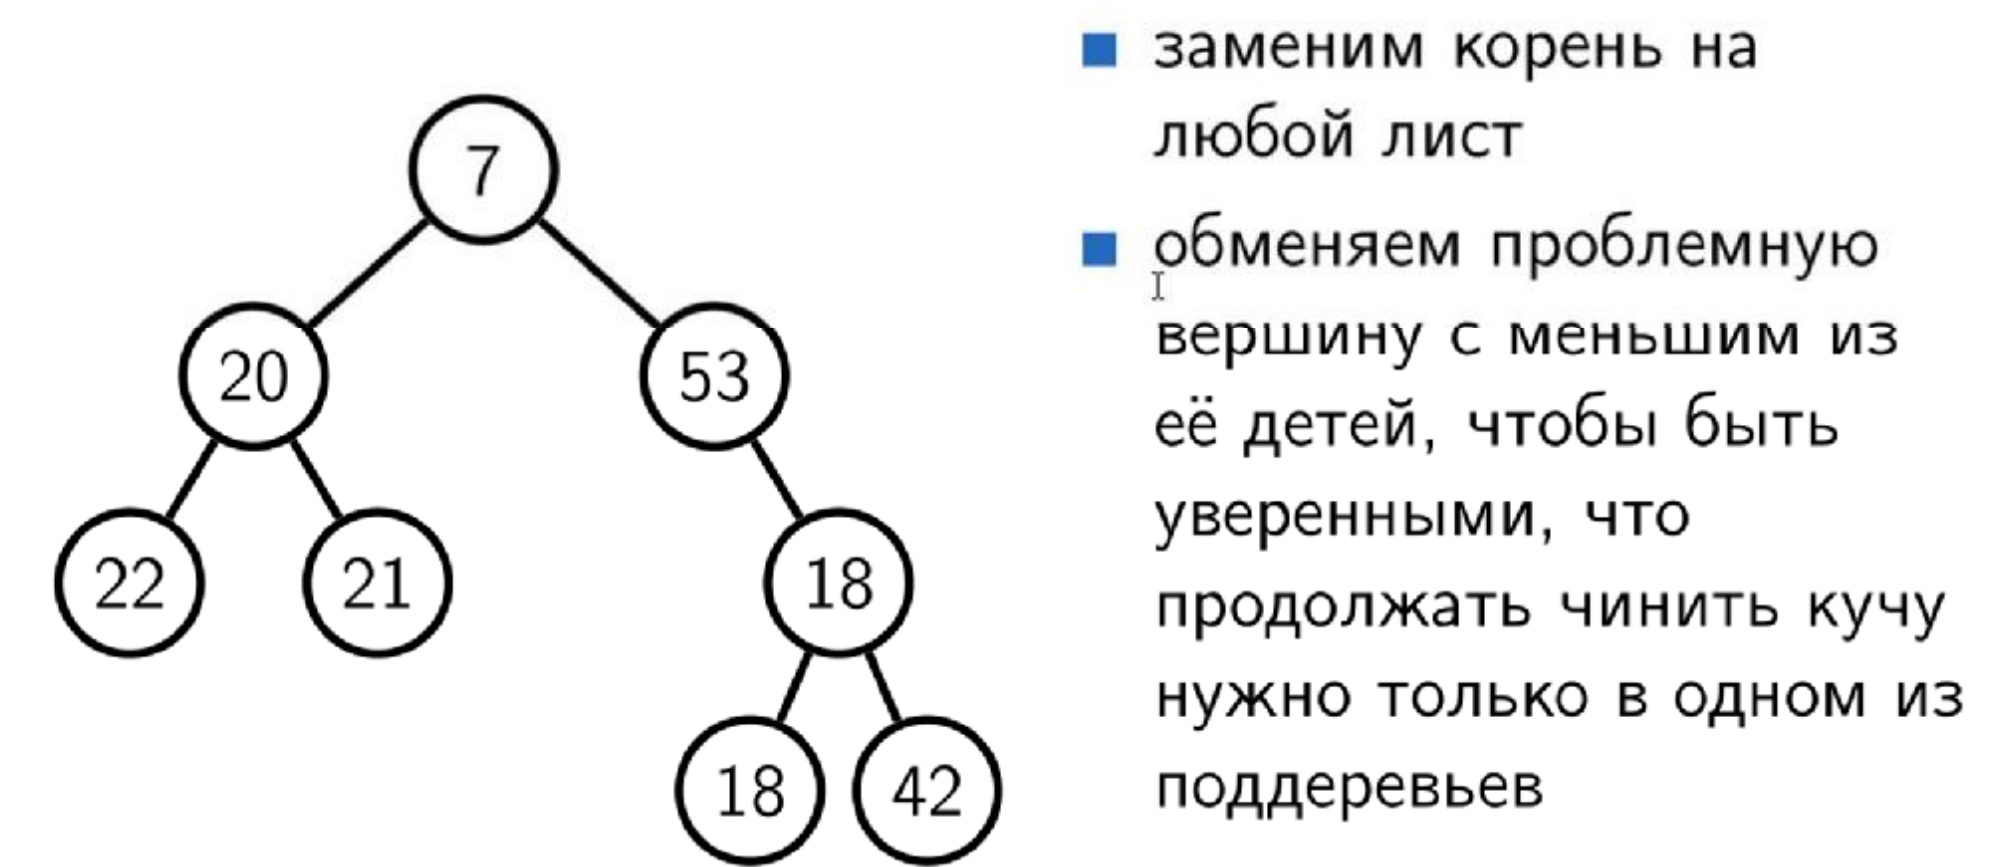 7
20
53
22
21
18
18
42
заменим корень на
любой лист
обменяем проблемную
вершину с меньшим из
её детей, чтобы быть
уверенными, что
продолжать чинить кучу
нужно только в одном из
поддеревьев